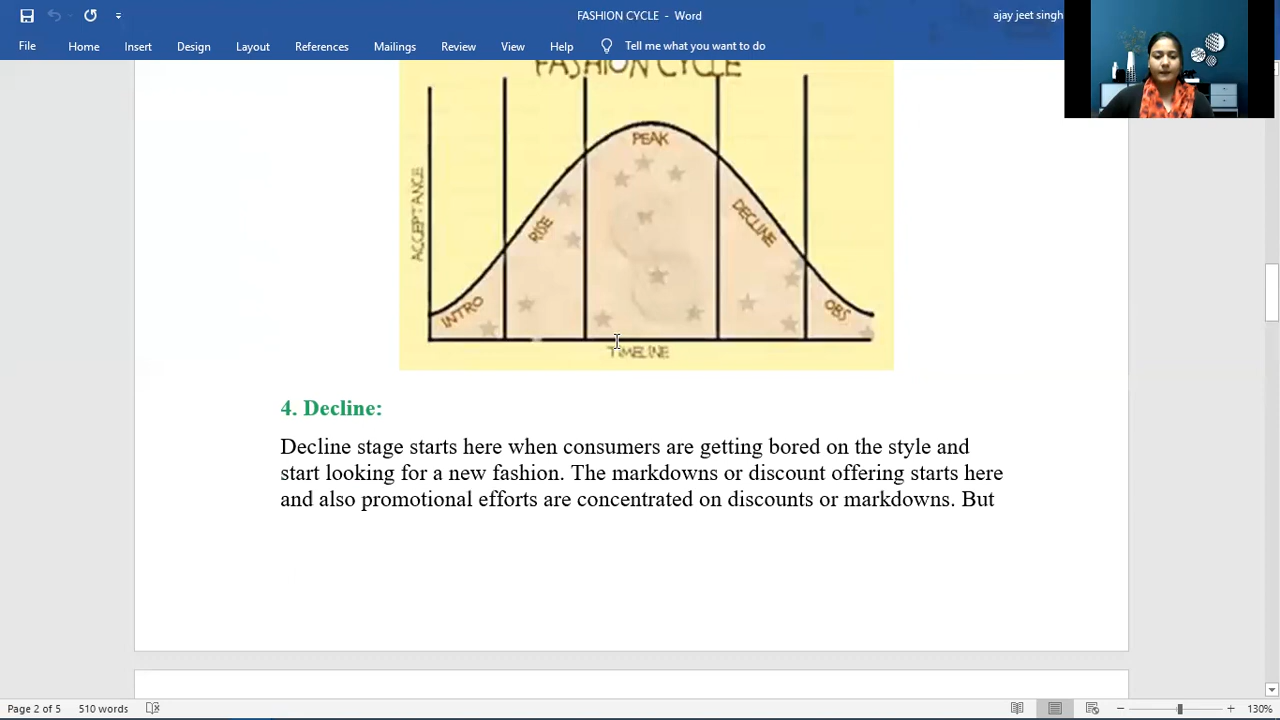 FASHION CYCLE - Word
ajay jeet singh
File Home Insert Design Layout References Mailings Review View Help Tell me what you want to do
FASHION CYCLE
ACCEPTANCE
INTRO
RISE
PEAK
DECLINE
OBS
TIMELINE
4. Decline:
Decline stage starts here when consumers are getting bored on the style and
start looking for a new fashion. The markdowns or discount offering starts here
and also promotional efforts are concentrated on discounts or markdowns. But
Page 2 of 5 510 words
130%